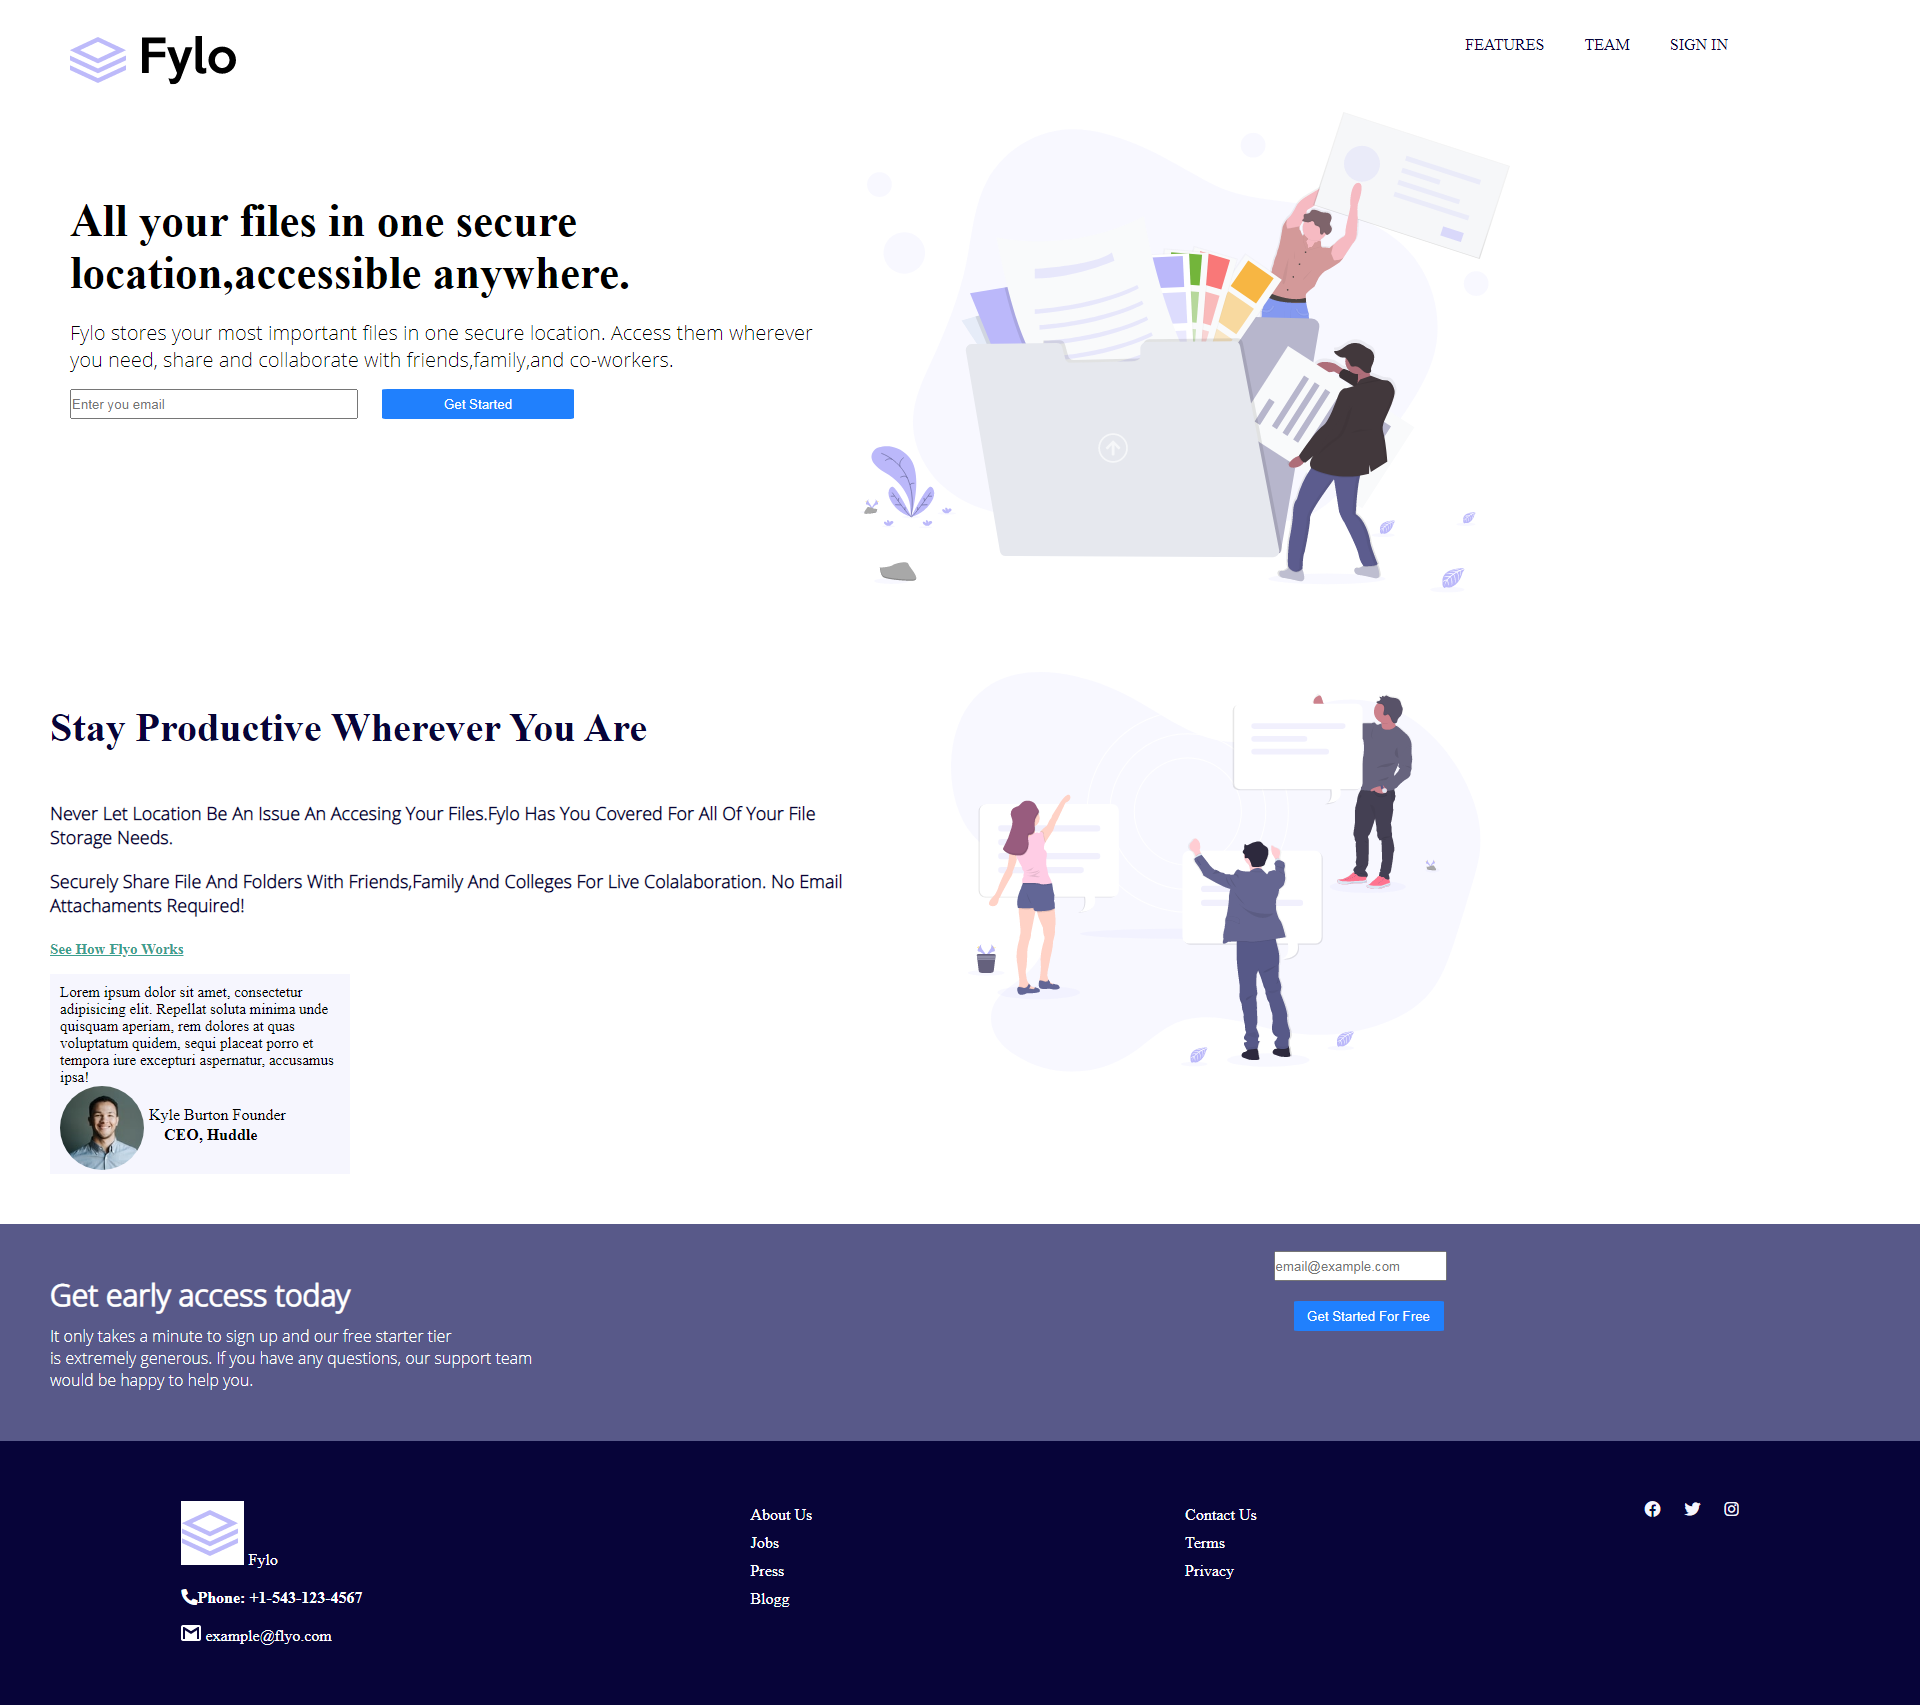 Fylo
FEATURES TEAM SIGN IN
All your files in one secure
location,accessible anywhere.
Fylo stores your most important files in one secure location. Access them wherever
you need, share and collaborate with friends,family,and co-workers.
Enter you email
Get Started
Stay Productive Wherever You Are
Never Let Location Be An Issue An Accesing Your Files.Fylo Has You Covered For All Of Your File
Storage Needs.
Securely Share File And Folders With Friends,Family And Colleges For Live Colalaboration. No Email
Attachaments Required!
See How Flyo Works
Lorem ipsum dolor sit amet, consectetur
adipisicing elit. Repellat soluta minima unde
quisquam aperiam, rem dolores at quas
voluptatum quidem, sequi placeat porro et
tempora iure excepturi aspernatur, accusamus
ipsa!
Kyle Burton Founder
CEO, Huddle
Get early access today
It only takes a minute to sign up and our free starter tier
is extremely generous. If you have any questions, our support team
would be happy to help you.
email@example.com
Get Started For Free
Fylo
Phone: +1-543-123-4567
example@flyo.com
About Us
Jobs
Press
Blogg
Contact Us
Terms
Privacy